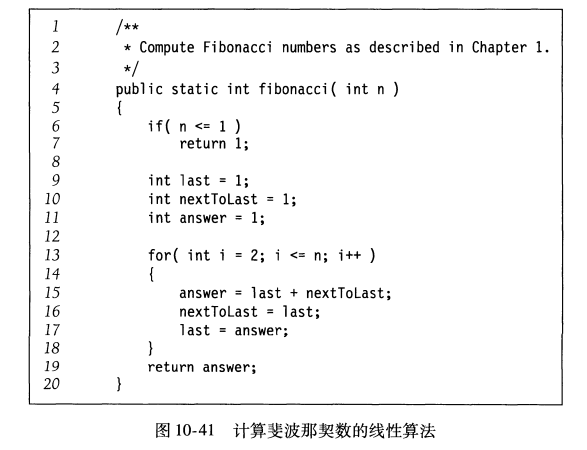 1 /**
2 * Compute Fibonacci numbers as described in Chapter 1.
3 */
4 public static int fibonacci( int n )
5 {
6 if( n <= 1 )
7 return 1;
8
9 int last = 1;
10 int nextToLast = 1;
11 int answer = 1;
12
13 for( int i = 2; i <= n; i++ )
14 {
15 answer = last + nextToLast;
16 nextToLast = last;
17 last = answer;
18 }
19 return answer;
20 }
图 10-41 计算斐波那契数的线性算法